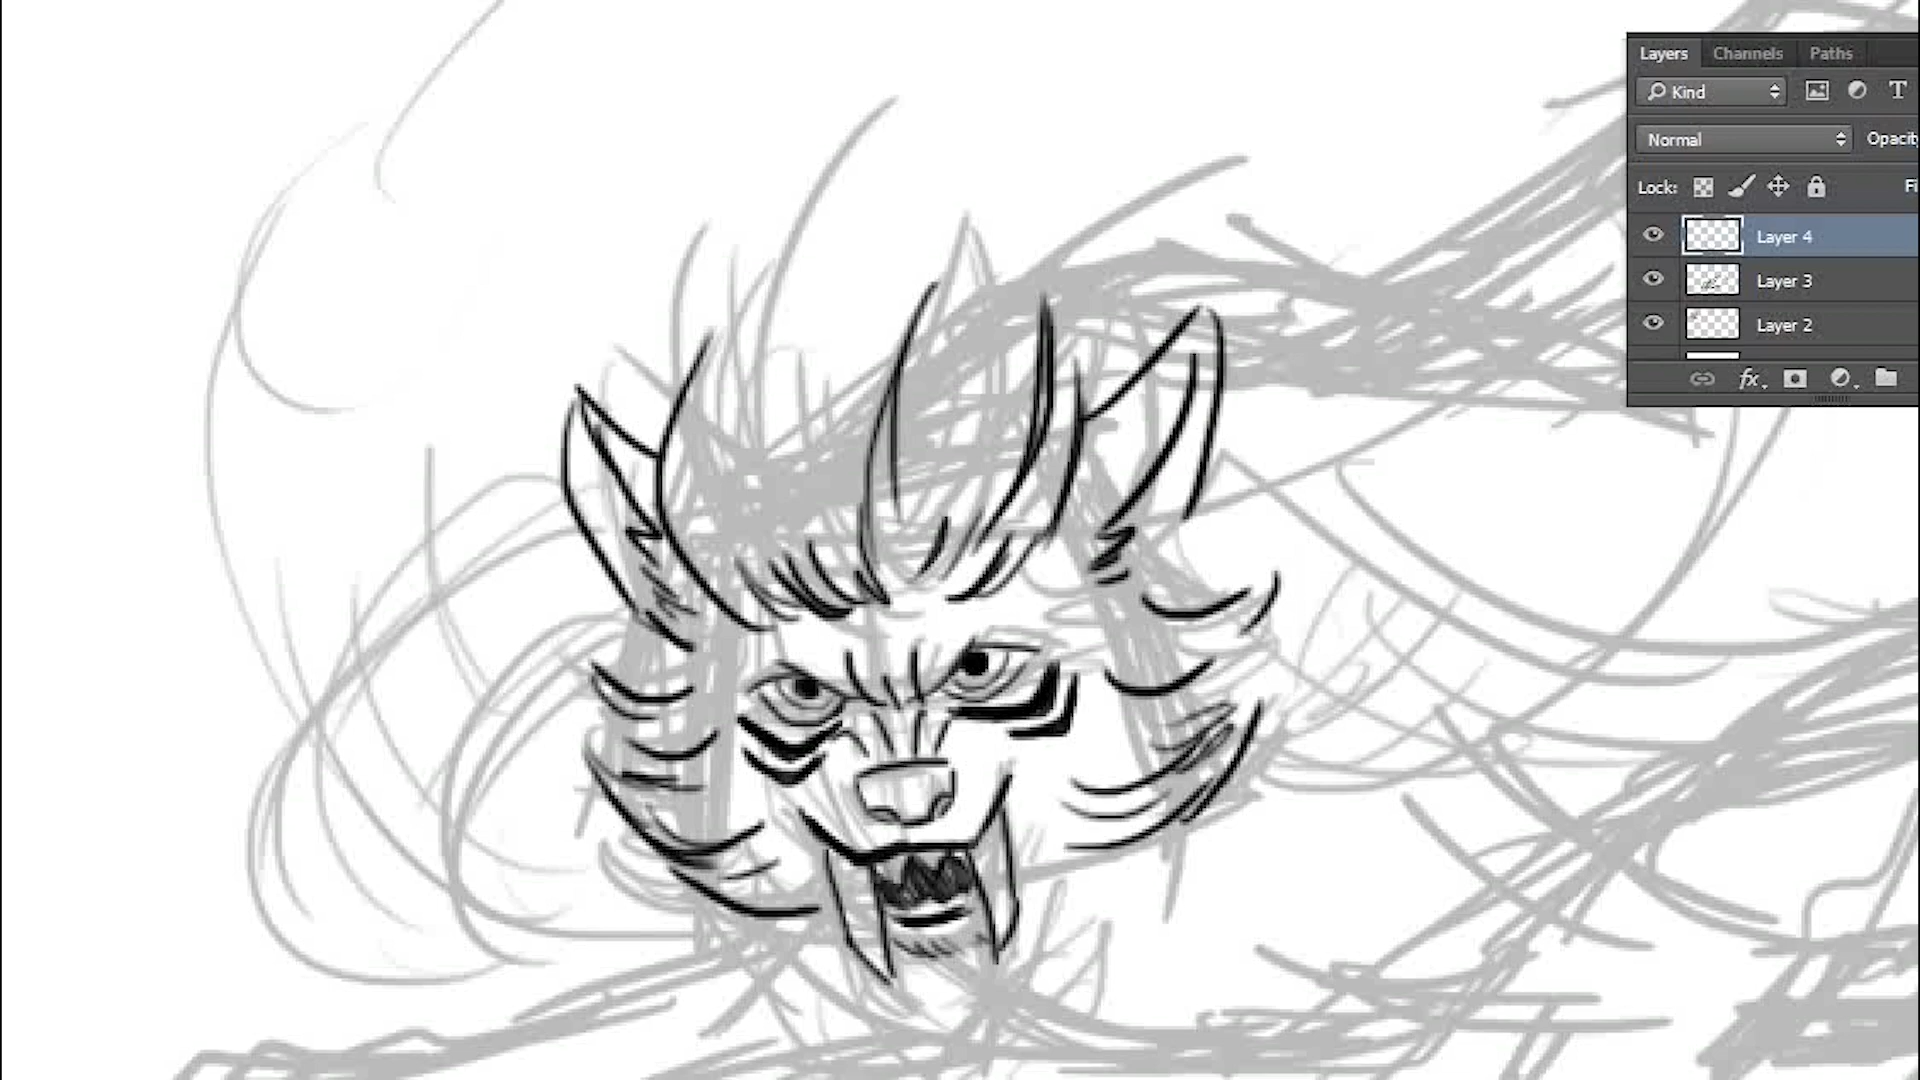 Layers Channels Paths
Kind T
Normal Opacit
Lock: Fi
Layer 4
Layer 3
Layer 2
fx